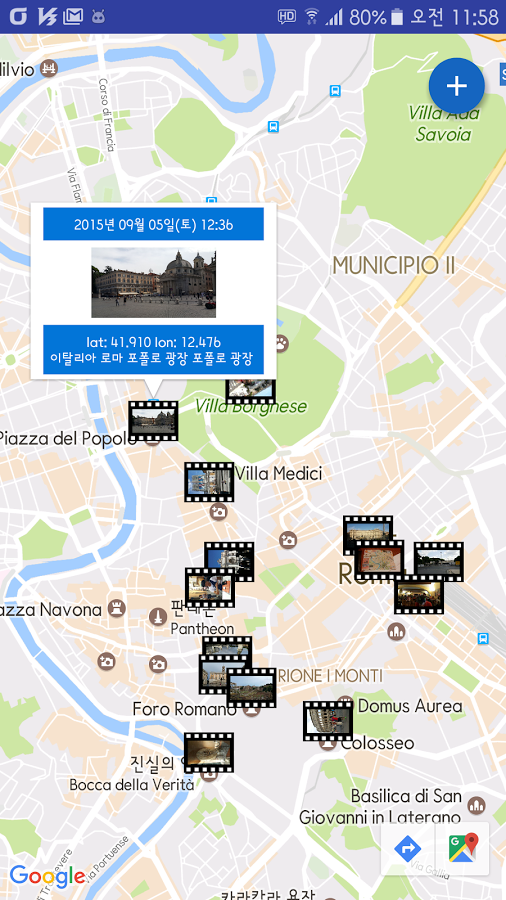 HD 80% 오전 11:58
Milvio
Corso di Francia
Villa Ada
Savoia
Via Flam
2015년 09월 05일(토) 12:36
MUNICIPIO II
lat: 41.910 lon: 12.476
이탈리아 로마 포폴로 광장 포폴로 광장
Villa Borghese
Piazza del Popolo
Villa Medici
Rom
azza Navona
판테온
Pantheon
RIONE I MONTI
Foro Romano
Domus Aurea
Colosseo
진실의 입
Bocca della Verità
Basilica di San
Giovanni in Laterano
Via Portuense
Via Gallia
Google
카라칼라 욕장